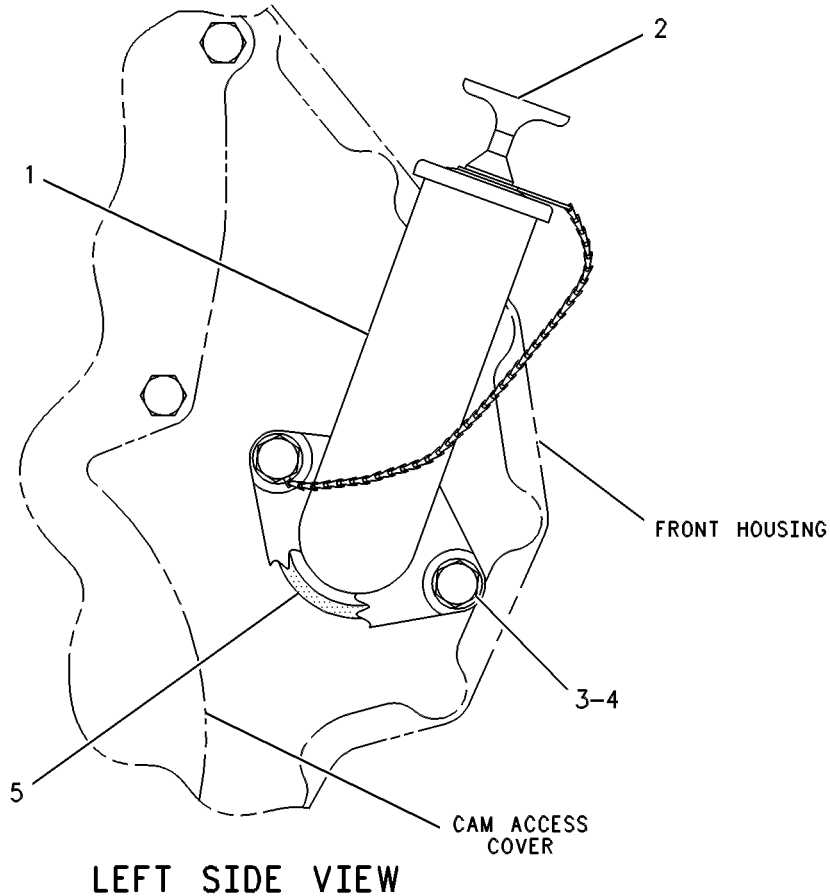 2
1
FRONT HOUSING
3-4
5
CAM ACCESS
COVER
LEFT SIDE VIEW